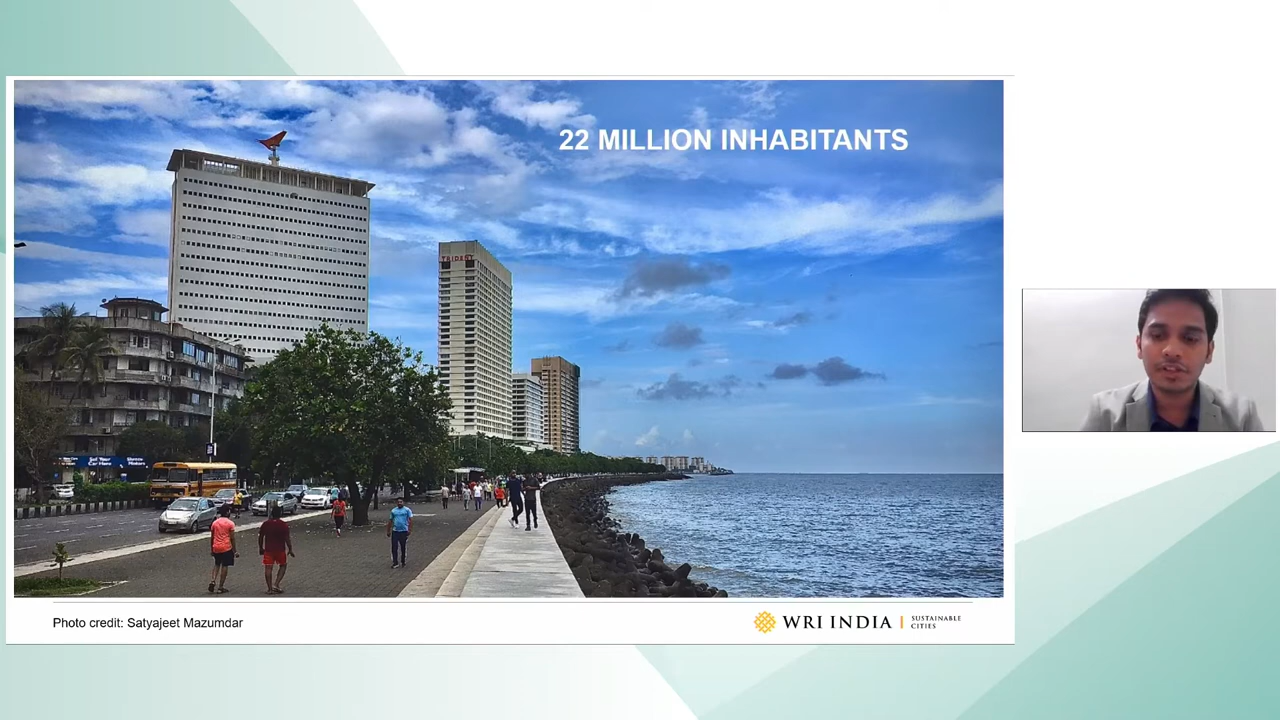 22 MILLION INHABITANTS
TRIDENT
Photo credit: Satyajeet Mazumdar
WRI INDIA
SUSTAINABLE
CITIES